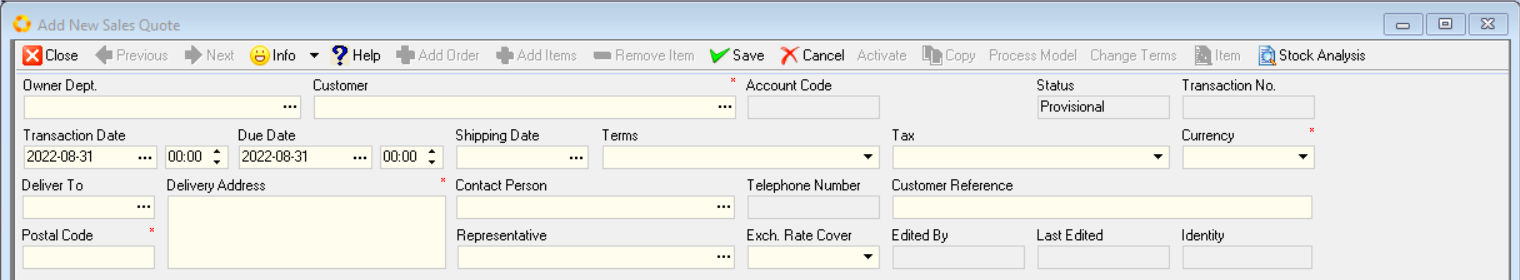 Add New Sales Quote
Close Previous Next Info Help Add Order Add Items Remove Item Save Cancel Activate Copy Process Model Change Terms Item Stock Analysis
Owner Dept. Customer * Account Code Status Transaction No.
... ... Provisional
Transaction Date Due Date Shipping Date Terms Tax Currency *
2022-08-31 ... 00:00 2022-08-31 ... 00:00 ...
Deliver To Delivery Address * Contact Person Telephone Number Customer Reference
... ...
Postal Code * Representative Exch. Rate Cover Edited By Last Edited Identity
...